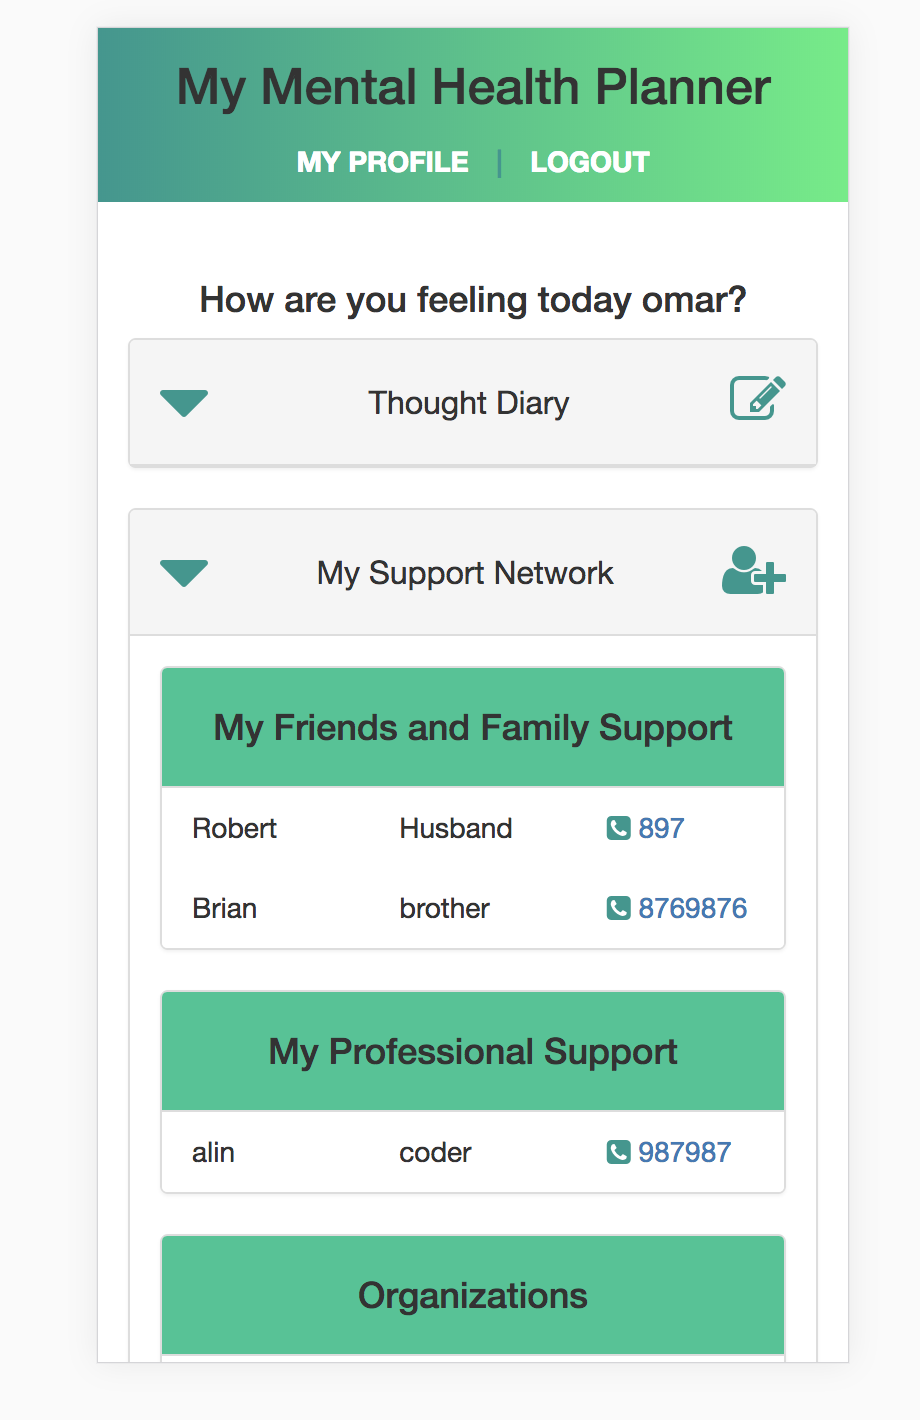 My Mental Health Planner
MY PROFILE | LOGOUT
How are you feeling today omar?
Thought Diary
My Support Network
My Friends and Family Support
Robert Husband 897
Brian brother 8769876
My Professional Support
alin coder 987987
Organizations